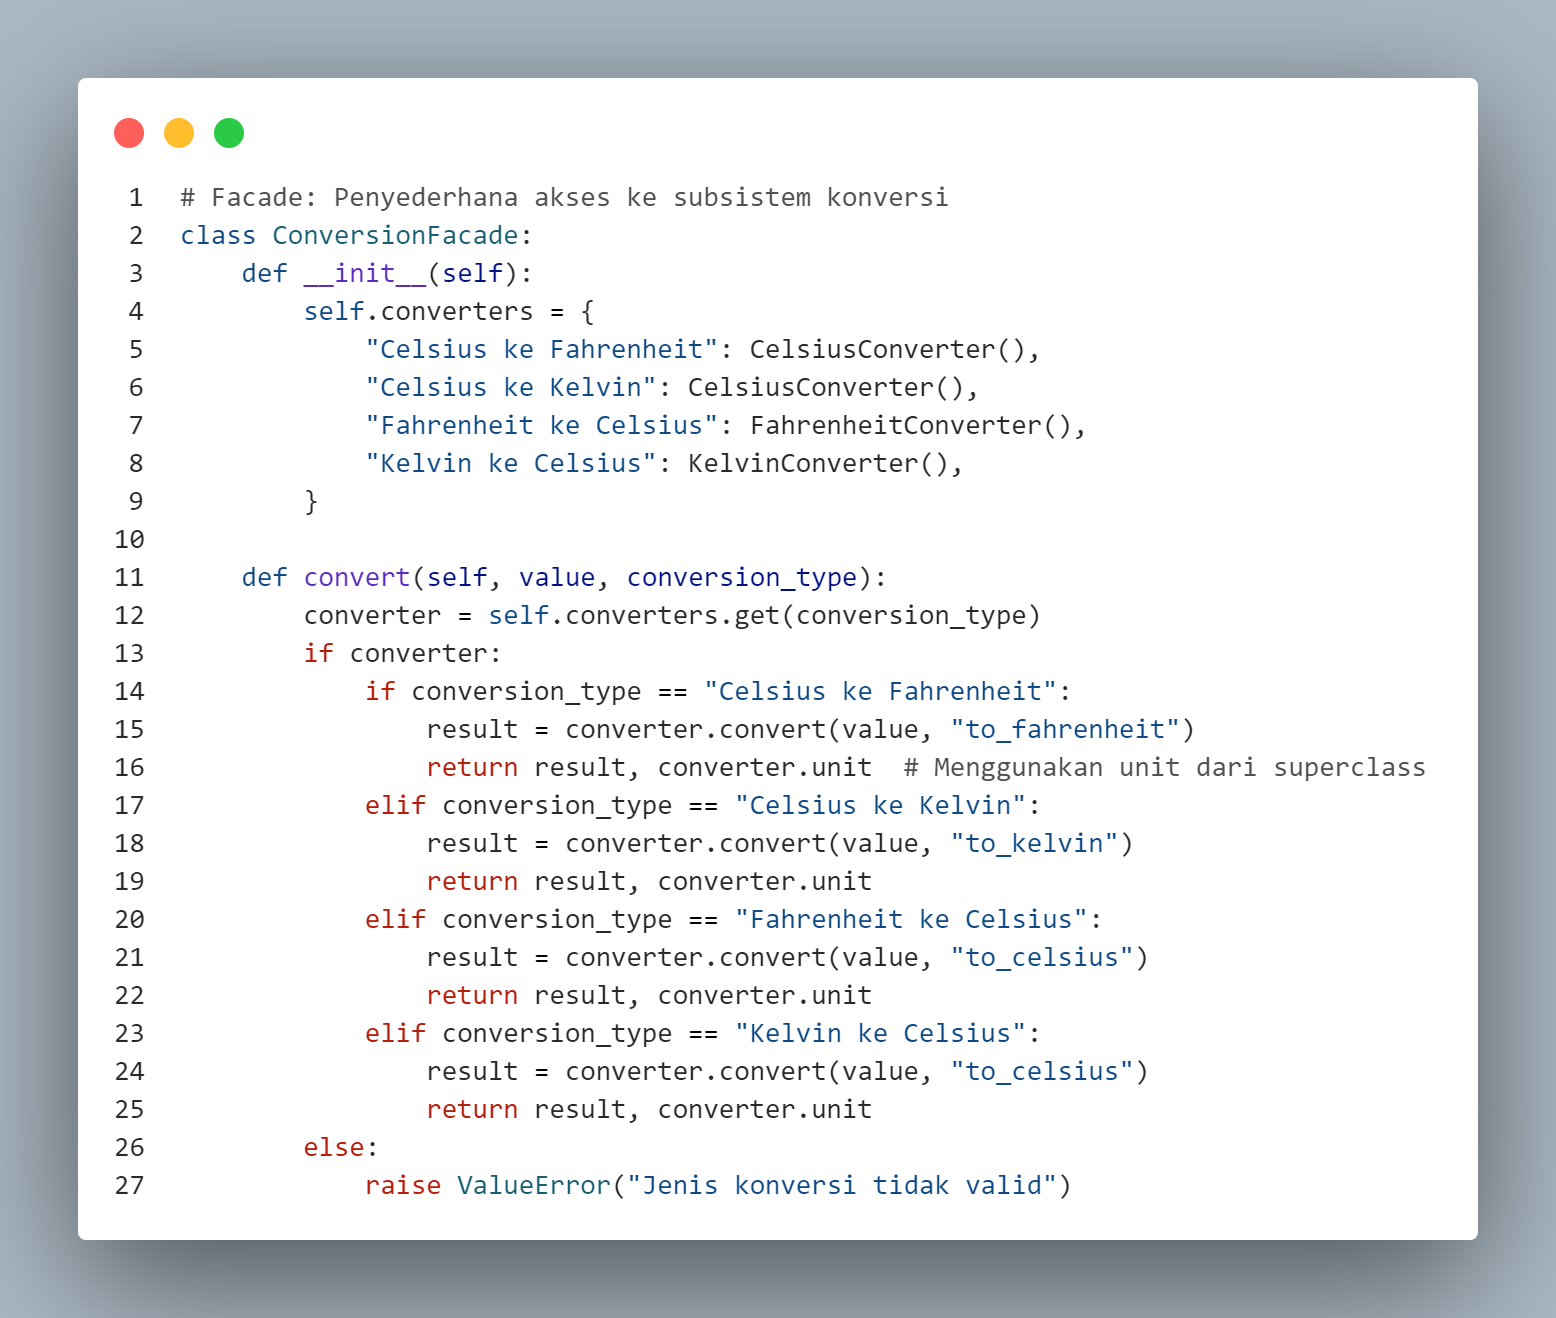 1 # Facade: Penyederhana akses ke subsistem konversi
2 class ConversionFacade:
3     def __init__(self):
4         self.converters = {
5             "Celsius ke Fahrenheit": CelsiusConverter(),
6             "Celsius ke Kelvin": CelsiusConverter(),
7             "Fahrenheit ke Celsius": FahrenheitConverter(),
8             "Kelvin ke Celsius": KelvinConverter(),
9         }
10
11     def convert(self, value, conversion_type):
12         converter = self.converters.get(conversion_type)
13         if converter:
14             if conversion_type == "Celsius ke Fahrenheit":
15                 result = converter.convert(value, "to_fahrenheit")
16                 return result, converter.unit  # Menggunakan unit dari superclass
17             elif conversion_type == "Celsius ke Kelvin":
18                 result = converter.convert(value, "to_kelvin")
19                 return result, converter.unit
20             elif conversion_type == "Fahrenheit ke Celsius":
21                 result = converter.convert(value, "to_celsius")
22                 return result, converter.unit
23             elif conversion_type == "Kelvin ke Celsius":
24                 result = converter.convert(value, "to_celsius")
25                 return result, converter.unit
26         else:
27             raise ValueError("Jenis konversi tidak valid")